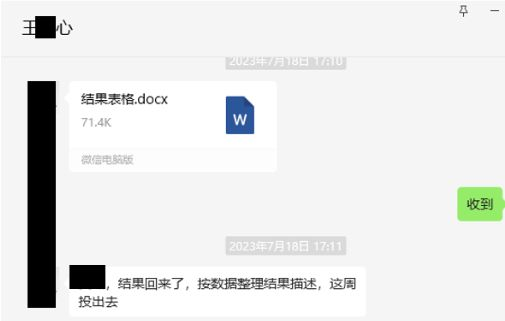 王 心
2023年7月18日 17:10
结果表格.docx
71.4K
W
微信电脑版
收到
2023年7月18日 17:11
，结果回来了，按数据整理结果描述，这周
投出去